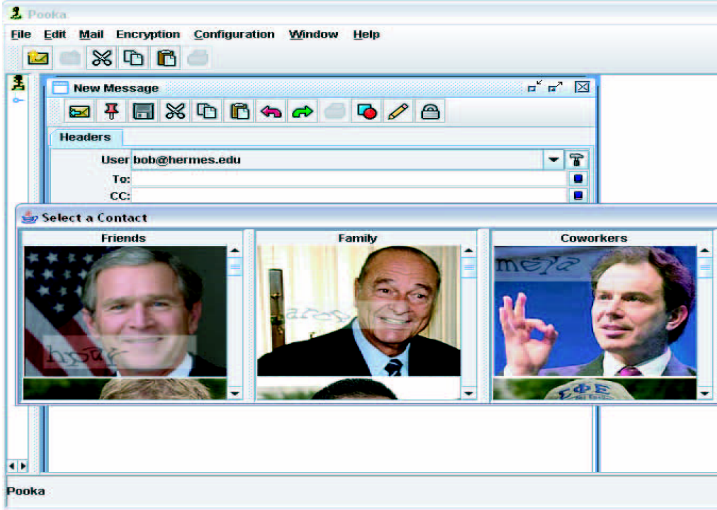 Pooka
File Edit Mail Encryption Configuration Window Help
New Message
Headers
User bob@hermes.edu
To:
CC:
Select a Contact
Friends Family Coworkers
ΣΦΕ
Pooka